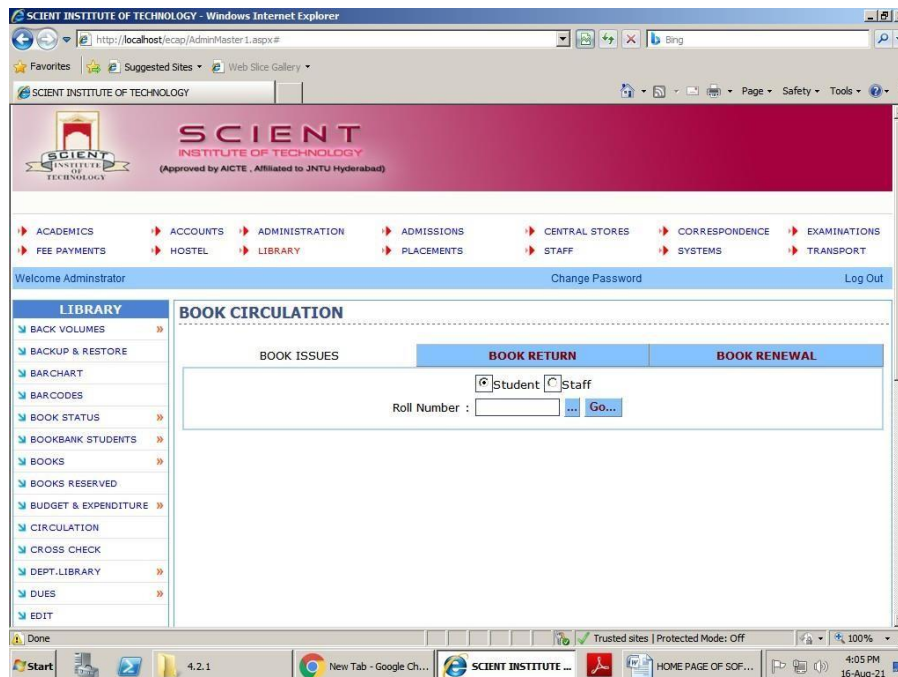 SCIENT INSTITUTE OF TECHNOLOGY - Windows Internet Explorer
http://localhost/ecap/AdminMaster1.aspx#
Bing
Favorites Suggested Sites Web Slice Gallery
SCIENT INSTITUTE OF TECHNOLOGY
Page Safety Tools
SCIENT
INSTITUTE
OF
TECHNOLOGY
SCIENT
INSTITUTE OF TECHNOLOGY
(Approved by AICTE , Affiliated to JNTU Hyderabad)
ACADEMICS ACCOUNTS ADMINISTRATION ADMISSIONS CENTRAL STORES CORRESPONDENCE EXAMINATIONS
FEE PAYMENTS HOSTEL LIBRARY PLACEMENTS STAFF SYSTEMS TRANSPORT
Welcome Adminstrator Change Password Log Out
LIBRARY
BACK VOLUMES »
BACKUP & RESTORE
BARCHART
BARCODES
BOOK STATUS »
BOOKBANK STUDENTS »
BOOKS »
BOOKS RESERVED
BUDGET & EXPENDITURE »
CIRCULATION
CROSS CHECK
DEPT.LIBRARY »
DUES »
EDIT
BOOK CIRCULATION
BOOK ISSUES BOOK RETURN BOOK RENEWAL
Student Staff
Roll Number : ... Go...
Done Trusted sites | Protected Mode: Off 100%
Start 4.2.1 New Tab - Google Ch... SCIENT INSTITUTE ... HOME PAGE OF SOF... 4:05 PM
16-Aug-21